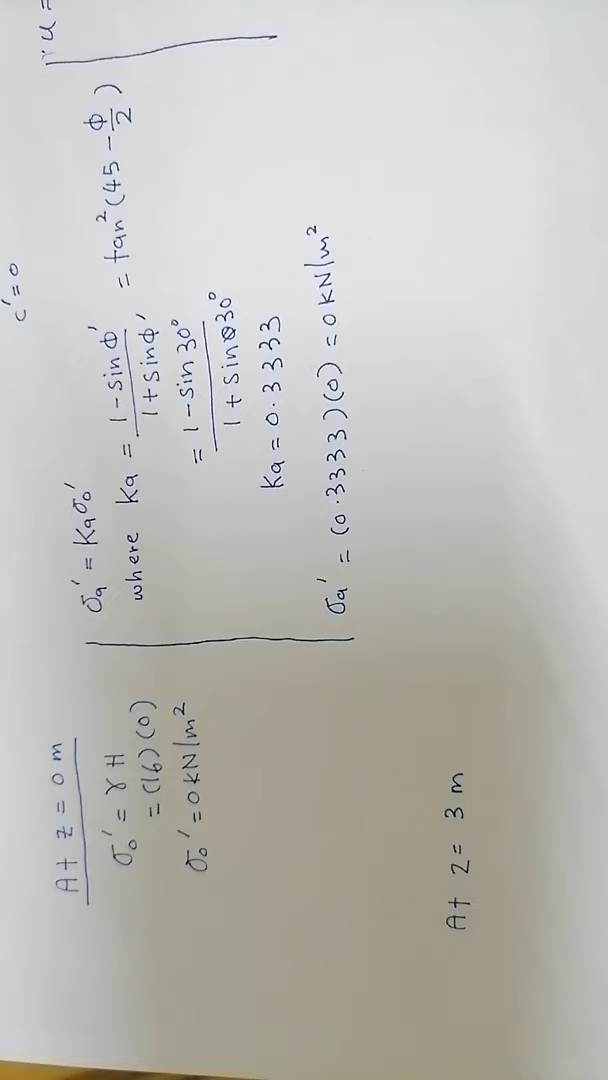 c' = 0
At z = 0 m
σo' = γH
= (16)(0)
σo' = 0 KN/m²
σa' = Ka σo'
where Ka = (1 - sin φ')/(1 + sin φ') = tan²(45 - φ/2)
= (1 - sin 30°)/(1 + sin 30°)
Ka = 0.3333
σa' = (0.3333)(0) = 0 KN/m²
u =
At z = 3 m